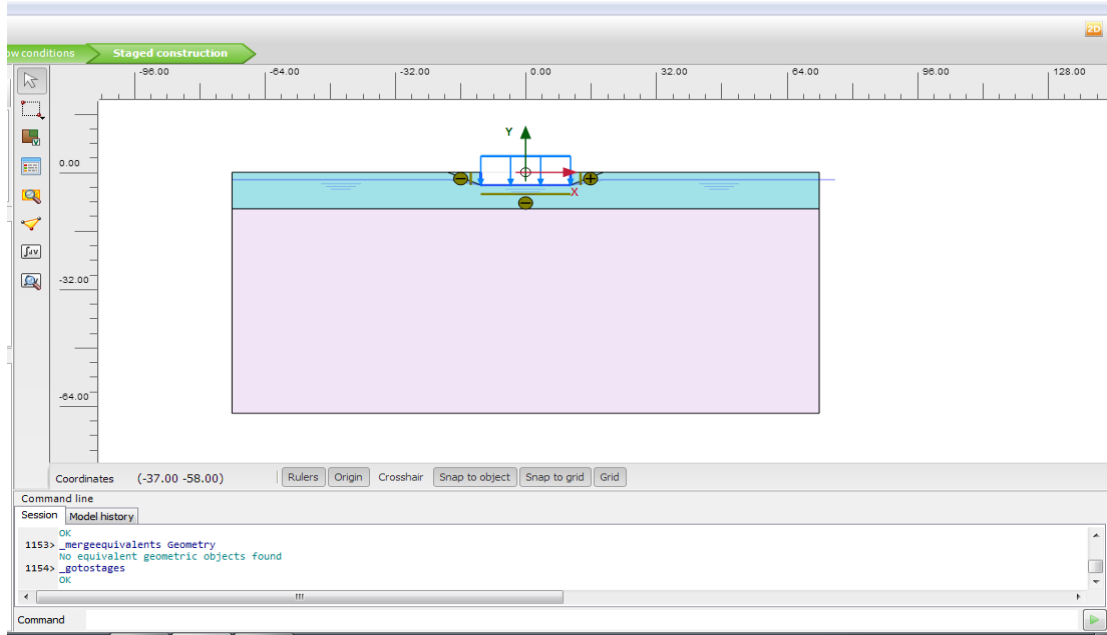 2D
ow conditions Staged construction
-96.00 -64.00 -32.00 0.00 32.00 64.00 96.00 128.00
Y
0.00
X
-32.00
-64.00
Coordinates (-37.00 -58.00) Rulers Origin Crosshair Snap to object Snap to grid Grid
Command line
Session Model history
OK
1153> _mergeequivalents Geometry
No equivalent geometric objects found
1154> _gotostages
OK
Command